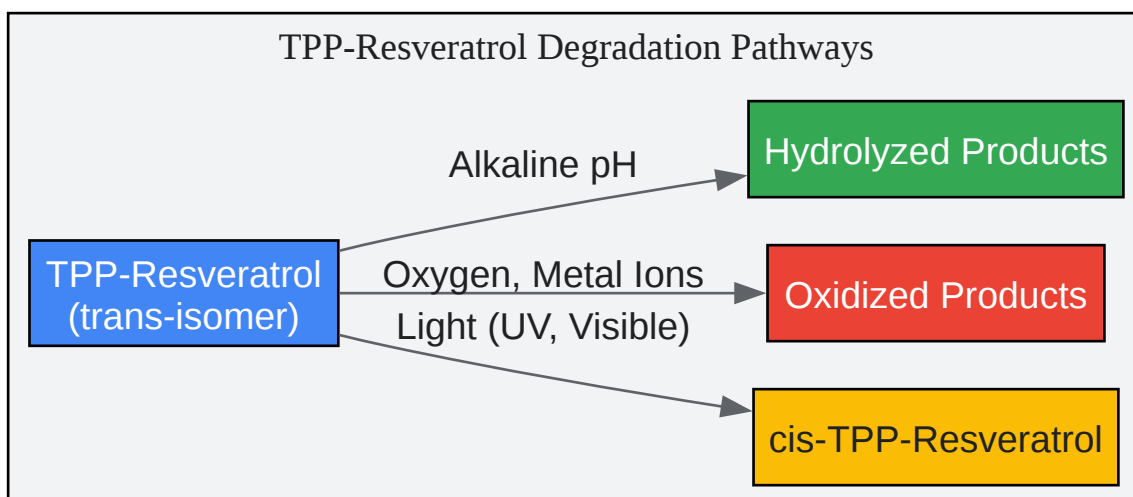 TPP-Resveratrol Degradation Pathways
Alkaline pH
Hydrolyzed Products
TPP-Resveratrol
(trans-isomer)
Oxygen, Metal Ions
Oxidized Products
Light (UV, Visible)
cis-TPP-Resveratrol